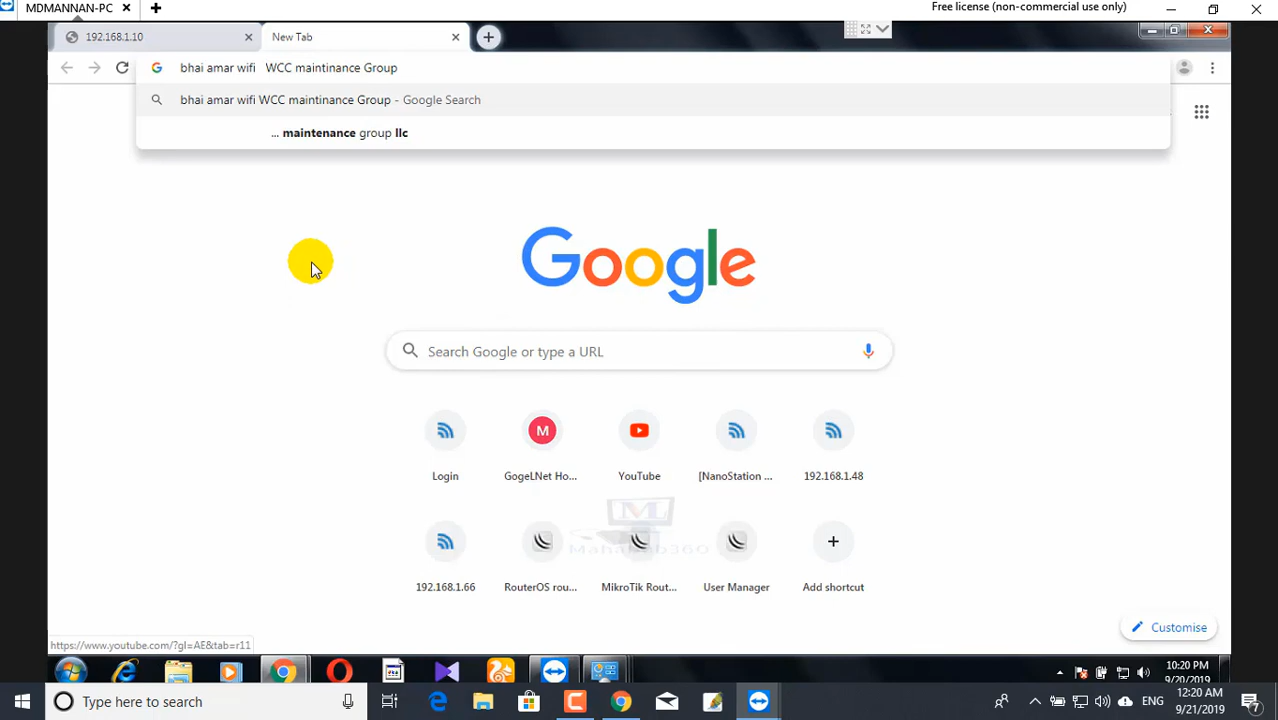 MDMANNAN-PC
Free license (non-commercial use only)
192.168.1.10
New Tab
bhai amar wifi WCC maintinance Group
bhai amar wifi WCC maintinance Group - Google Search
... maintenance group llc
Google
Search Google or type a URL
Login
M
GogeLNet Ho...
YouTube
[NanoStation ...
192.168.1.48
Mahabub360
192.168.1.66
RouterOS rou...
MikroTik Rout...
User Manager
Add shortcut
Customise
https://www.youtube.com/?gl=AE&tab=r11
10:20 PM
9/20/2019
Type here to search
ENG
12:20 AM
9/21/2019
7